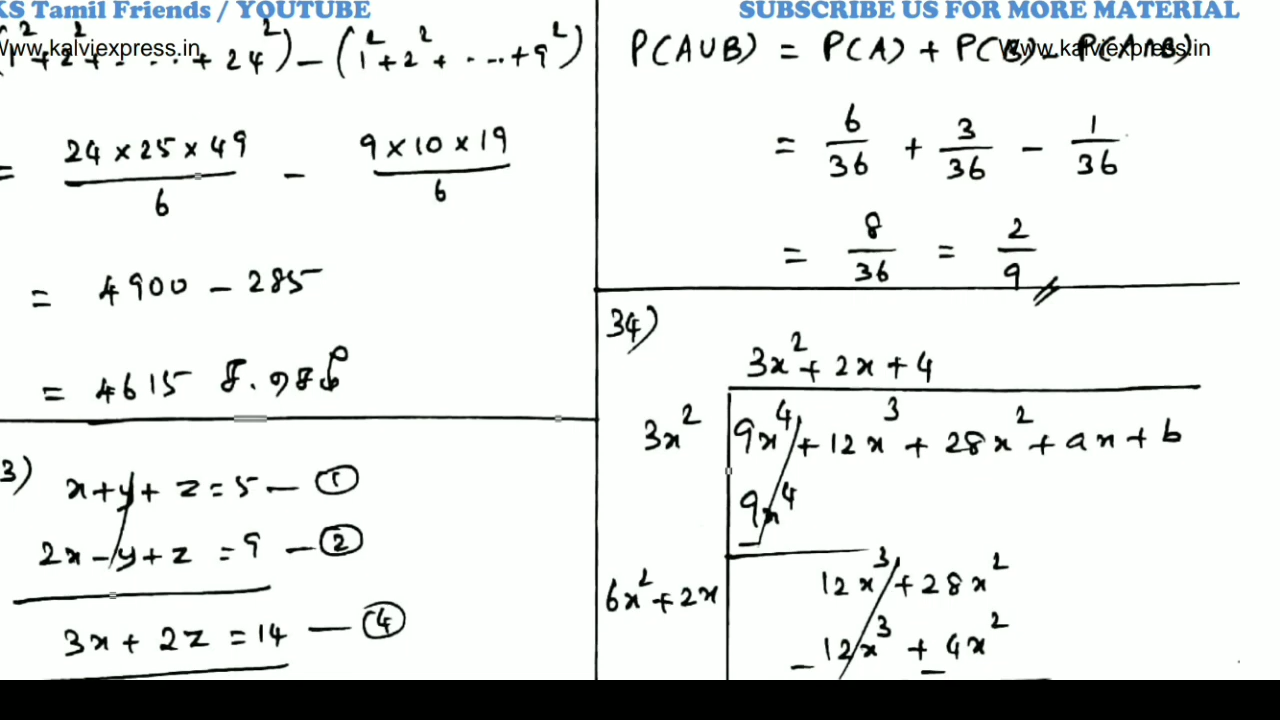 KS Tamil Friends / YOUTUBE
www.kalviexpress.in
(1²+2²+.....+24²) – (1²+2²+....+9²)
= 24×25×49/6 – 9×10×19/6
= 4900 – 285
= 4615 செ.மீ²
3) x+y+z=5 — ①
2x–y+z=9 — ②
3x+2z=14 — ④
SUBSCRIBE US FOR MORE MATERIAL
www.kalviexpress.in
P(A∪B) = P(A) + P(B) – P(A∩B)
= 6/36 + 3/36 – 1/36
= 8/36 = 2/9
34)
3x²+2x+4
3x² 9x⁴+12x³+28x²+ax+b
9x⁴
–
6x²+2x 12x³+28x²
– 12x³ + 4x²
–